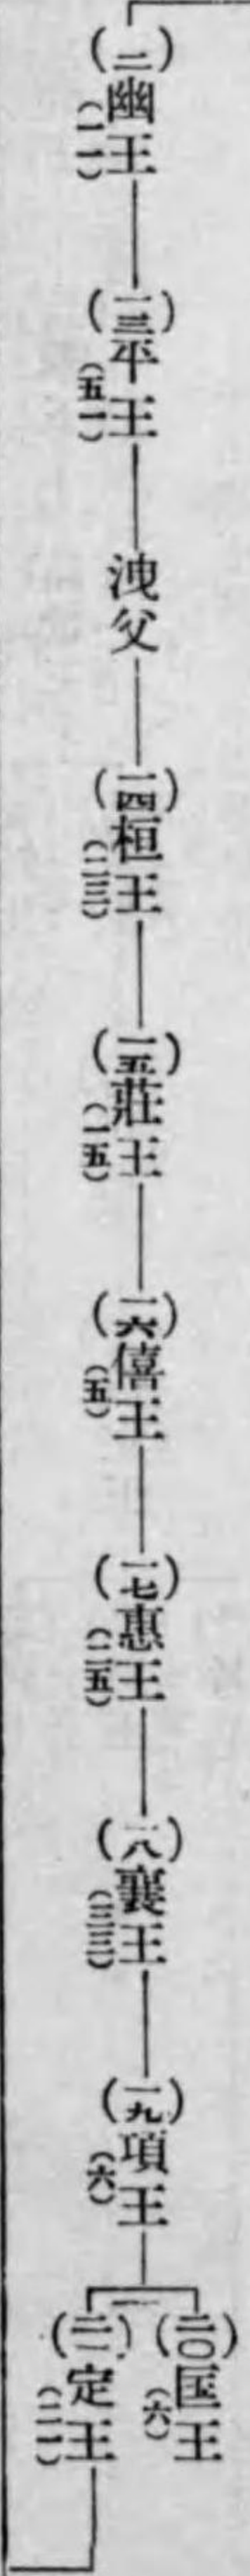 (一二)幽王(一一)
(一三)平王(五一)
洩父
(一四)桓王(二三)
(一五)莊王(一五)
(一六)僖王(五)
(一七)惠王(二五)
(一八)襄王(三三)
(一九)項王(六)
(二〇)匡王(六)
(二一)定王(二一)